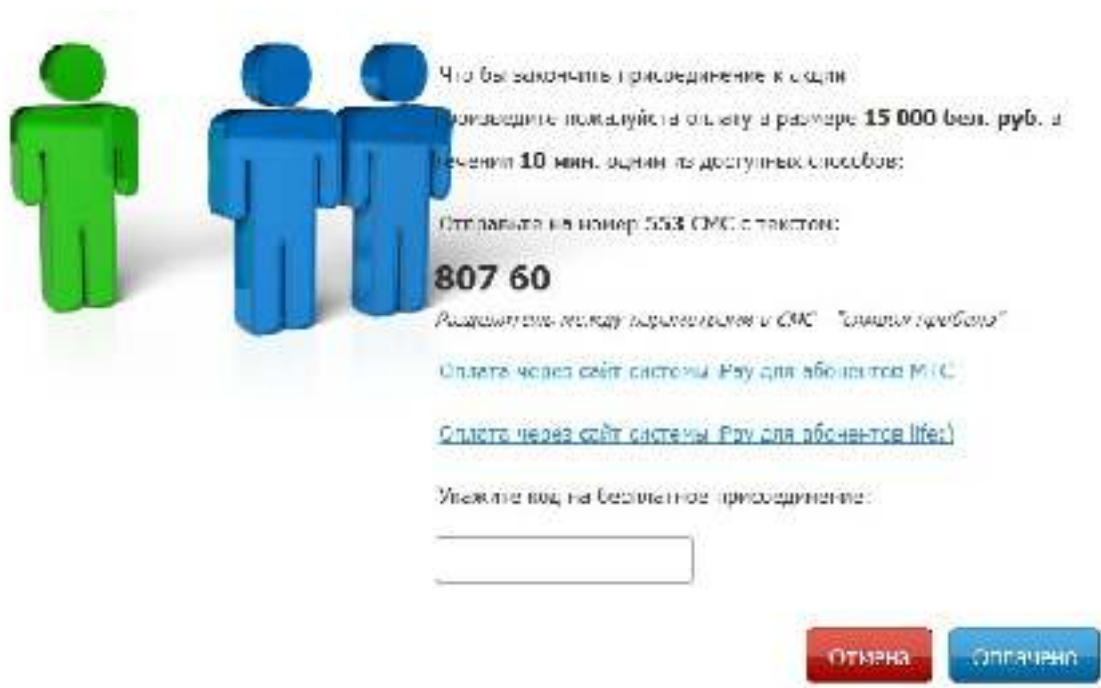 Что бы закончить присоединение к акции
произведите пожалуйста оплату в размере 15 000 бел. руб. в
течении 10 мин. одним из доступных способов:
Отправьте на номер 553 СМС с текстом:
807 60
Разделитель между параметрами в СМС - "символ пробела"
Оплата через сайт системы iPay для абонентов МТС
Оплата через сайт системы iPay для абонентов life:)
Укажите код на бесплатное присоединение:
Отмена
Оплачено